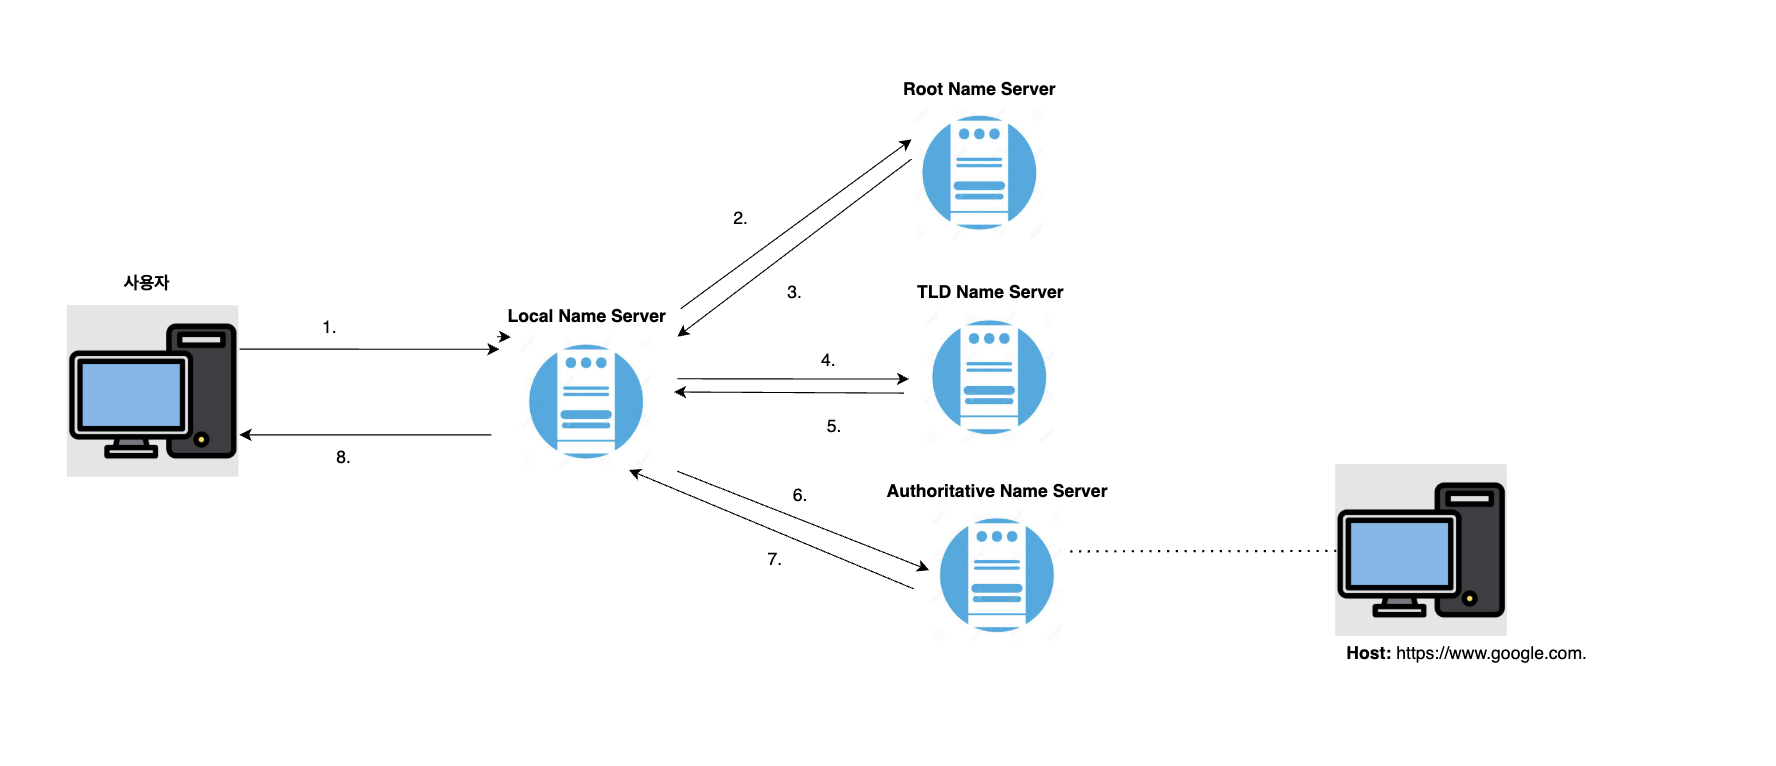 Root Name Server
2.
사용자
3.
TLD Name Server
Local Name Server
1.
4.
5.
8.
Authoritative Name Server
6.
7.
Host: https://www.google.com.